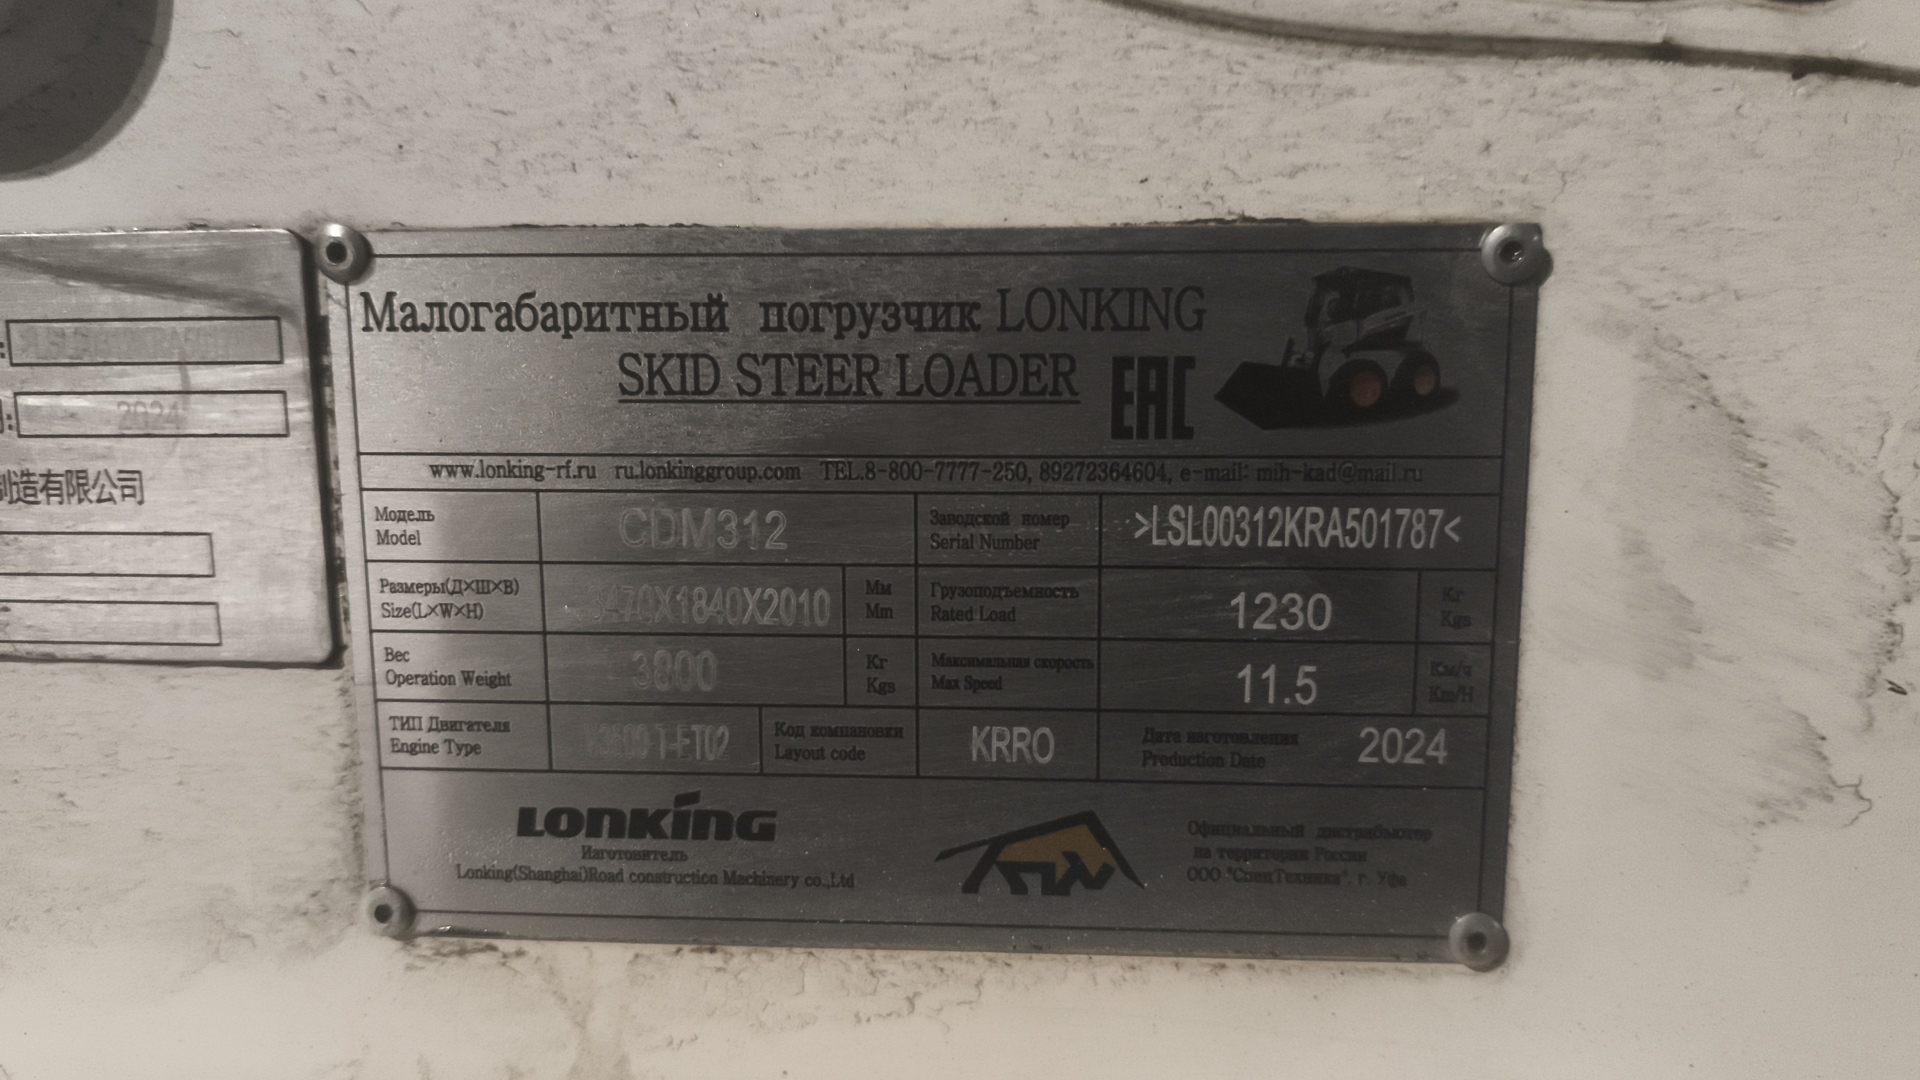 2024
制造有限公司
Малогабаритный погрузчик LONKING
SKID STEER LOADER
EAC
www.lonking-rf.ru ru.lonkinggroup.com TEL.8-800-7777-250, 89272364604, e-mail: mih-kad@mail.ru
Модель
Model
CDM312
Заводской номер
Serial Number
>LSL00312KRA501787<
Размеры(Д×Ш×В)
Size(L×W×H)
Мм
Mm
Грузоподъемность
Rated Load
1230
Кг
Kgs
Вес
Operation Weight
3800
Кг
Kgs
Максимальная скорость
Max Speed
11.5
Км/ч
Km/H
ТИП Двигателя
Engine Type
Код компановки
Layout code
KRRO
Дата изготовления
Production Date
2024
LONKING
Изготовитель
Lonking(Shanghai)Road construction Machinery co.,Ltd
Официальный дистрибьютор
на территории России
ООО "СпецТехника". г. Уфа